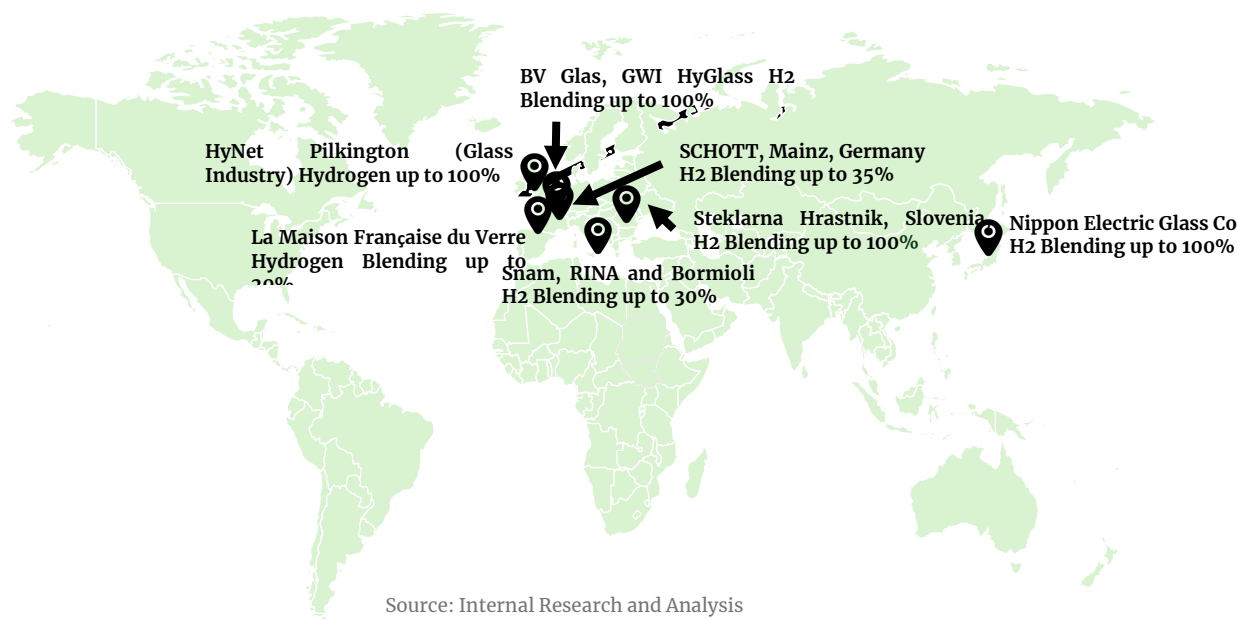 BV Glas, GWI HyGlass H2
Blending up to 100%
HyNet Pilkington (Glass
Industry) Hydrogen up to 100%
SCHOTT, Mainz, Germany
H2 Blending up to 35%
Steklarna Hrastnik, Slovenia
H2 Blending up to 100%
Nippon Electric Glass Co
H2 Blending up to 100%
La Maison Française du Verre
Hydrogen Blending up to
Snam, RINA and Bormioli
H2 Blending up to 30%
Source: Internal Research and Analysis